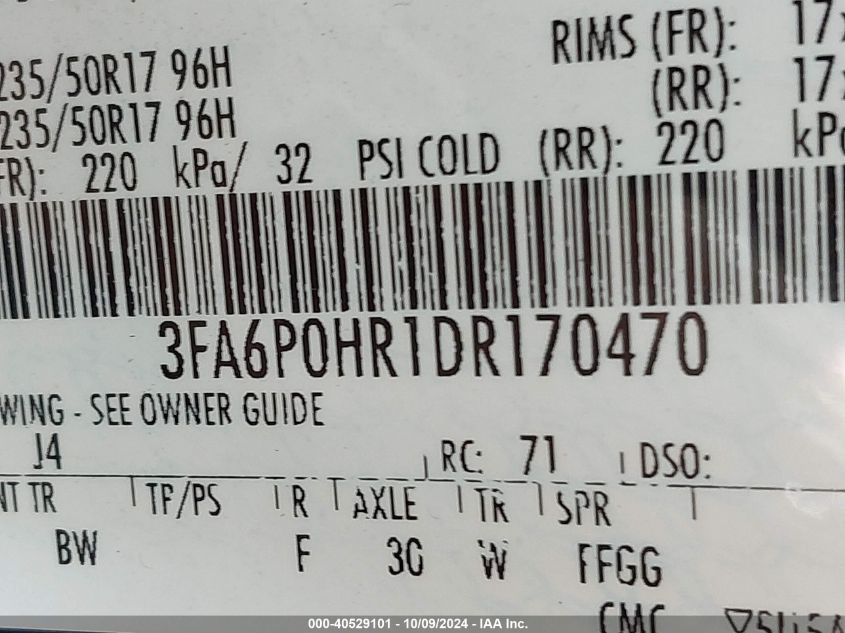 RIMS (FR): 17x
235/50R17 96H (RR): 17x
235/50R17 96H
FR): 220 kPa/ 32 PSI COLD (RR): 220 kPa
3FA6P0HR1DR170470
WING - SEE OWNER GUIDE
J4 RC: 71 DSO:
NT TR TP/PS R AXLE TR SPR
BW F 3C W FFGG
000-40529101 - 10/09/2024 - IAA Inc.